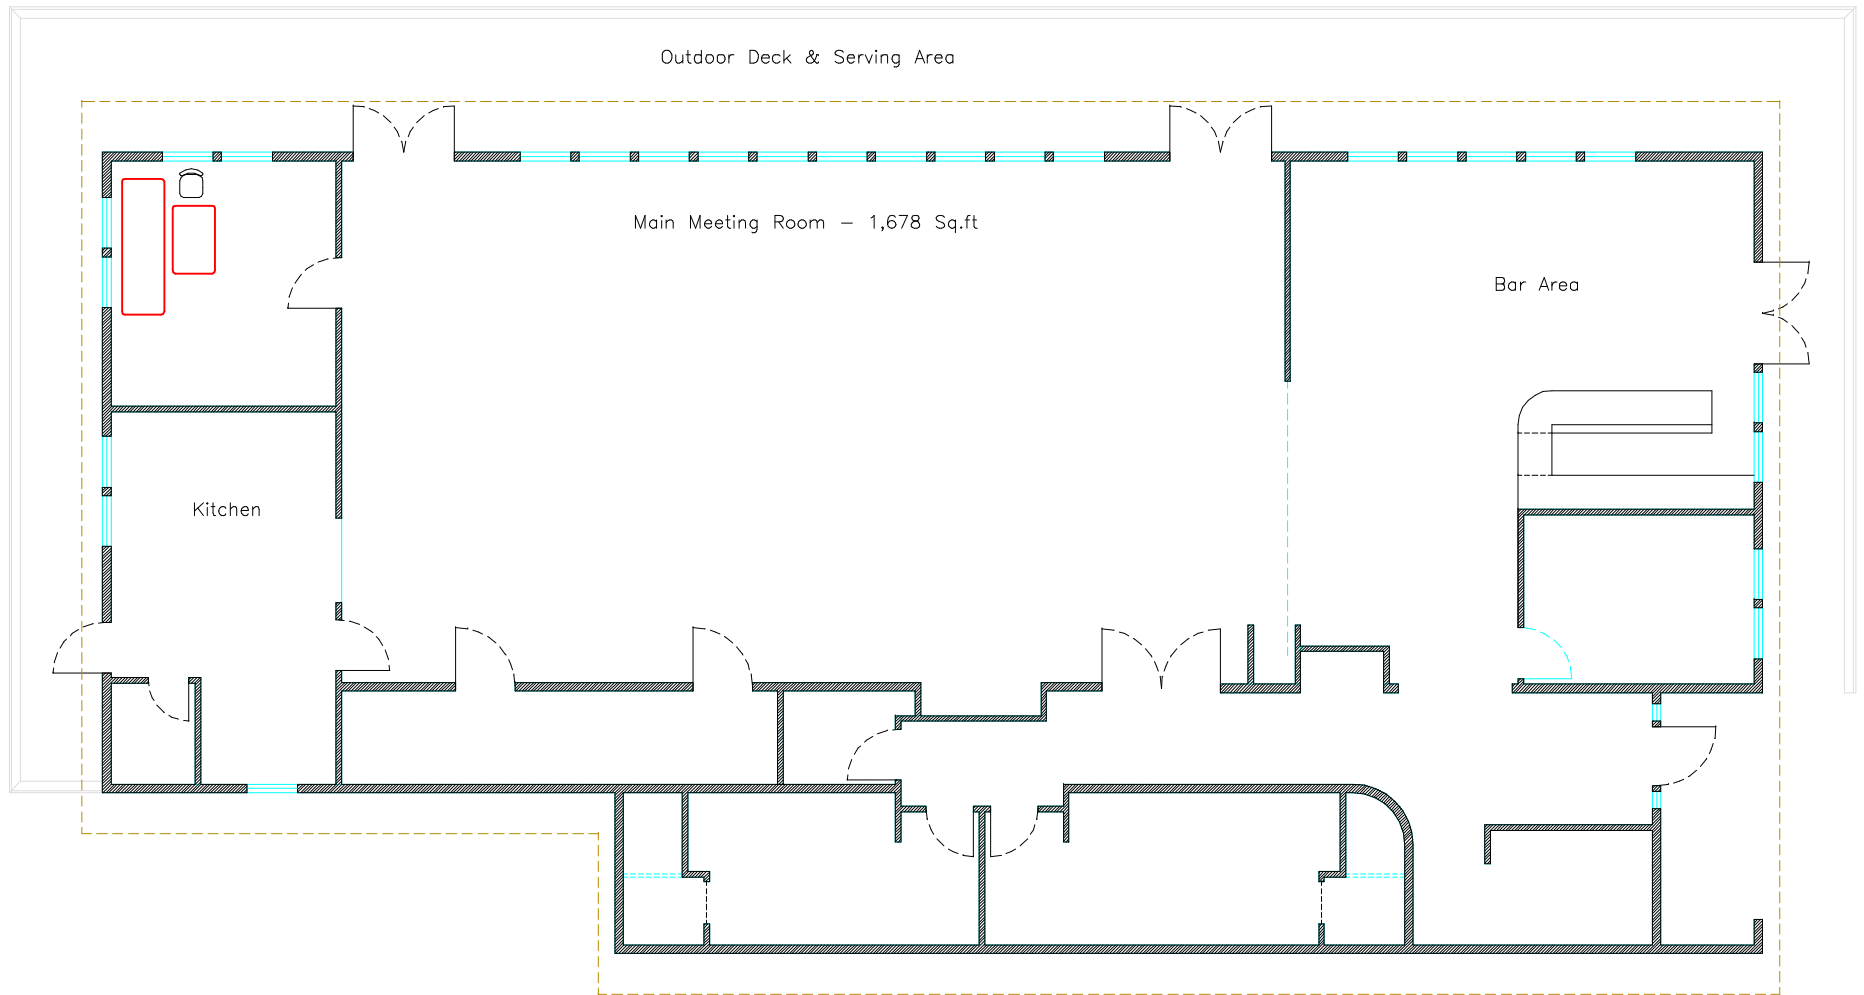 Outdoor Deck & Serving Area
Main Meeting Room - 1,678 Sq.ft
Bar Area
Kitchen